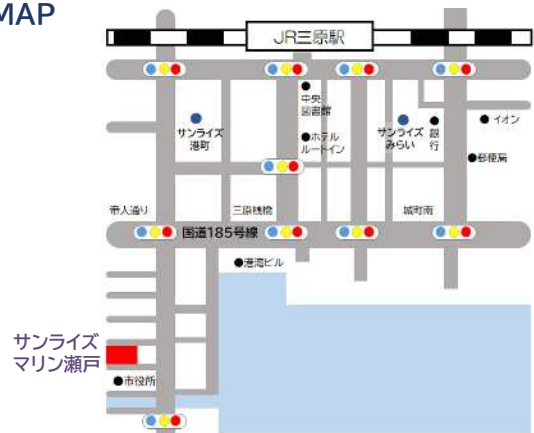 MAP
JR三原駅
中央
図書館
サンライズ
港町
ホテル
ルートイン
サンライズ
みらい
銀
行
イオン
郵便局
帝人通り
三原桟橋
城町南
国道185号線
港湾ビル
サンライズ
マリン瀬戸
市役所